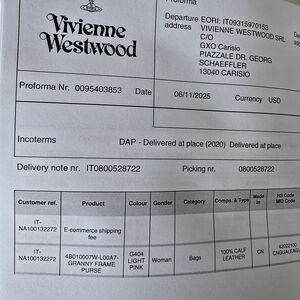 Proforma
Vivienne
Westwood
Departure address
EORI: IT09315970153
VIVIENNE WESTWOOD SRL
C/O
GXO Carisio
PIAZZALE DR. GEORG
SCHAEFFLER
13040 CARISIO
Proforma Nr. 0095403853 Date 06/11/2025 Currency USD
Incoterms DAP - Delivered at place (2020) Delivered at place
Delivery note nr. IT0800528722 Picking nr. 0800528722
Customer ref. Product Colour Gender Category Comps. & Type Made in HS Code MID Code
IT-NA100132272 E-commerce shipping fee
IT-NA100132272 4B010007W-L00A7-GRANNY FRAME PURSE G404 LIGHT PINK Woman Bags 100% CALF LEATHER CN 42022100